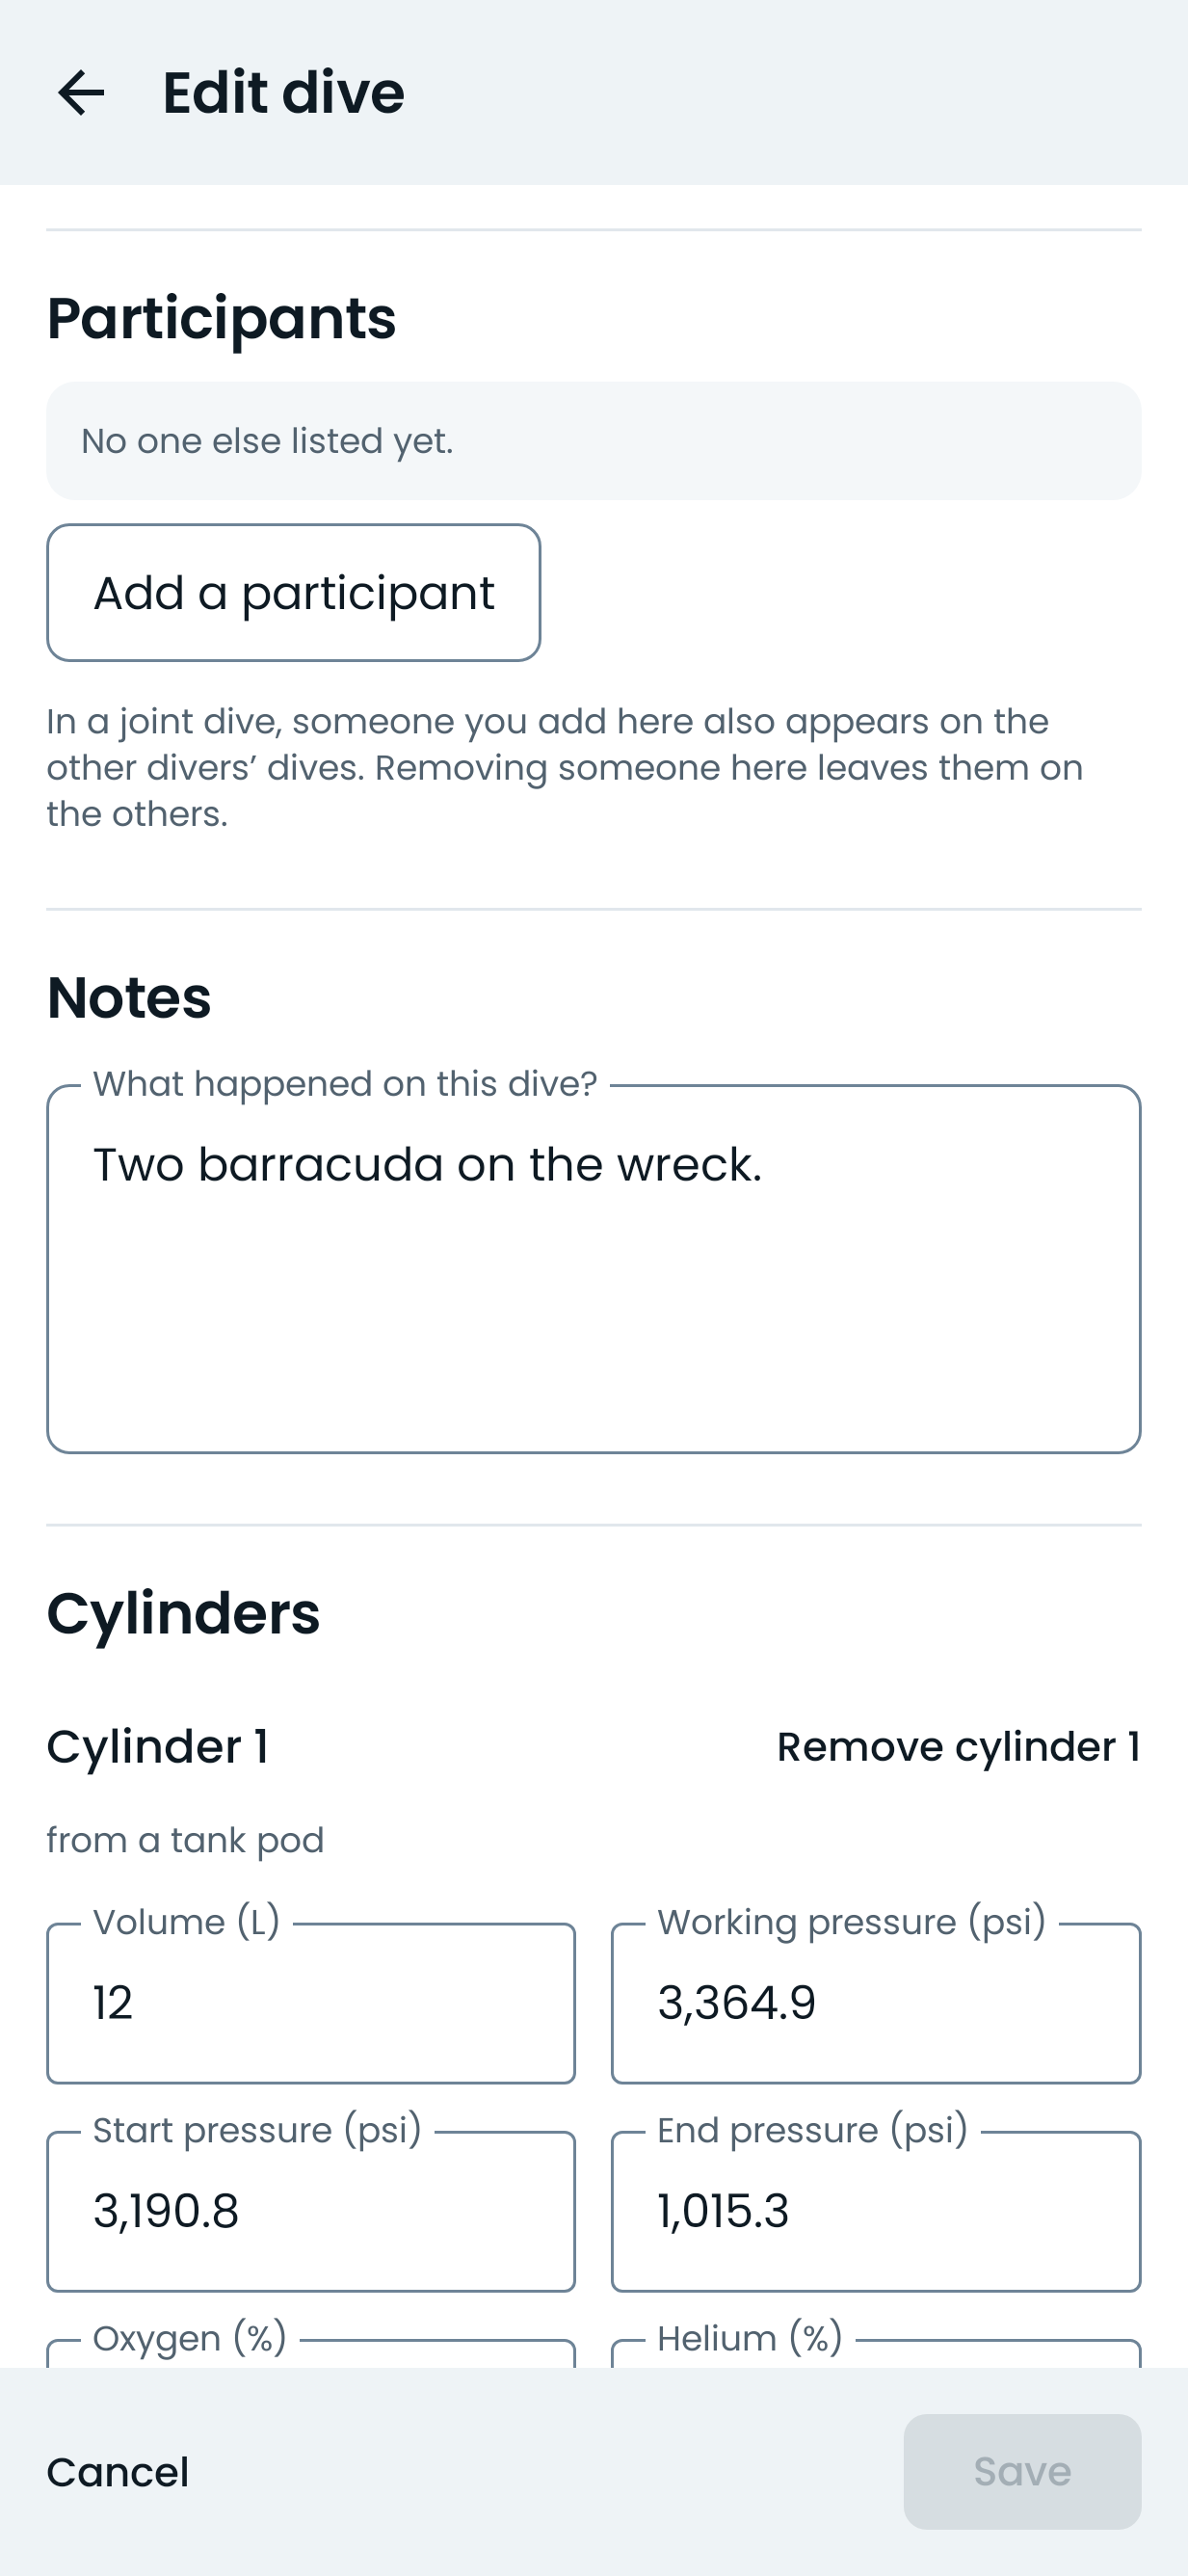 Edit dive
Participants
No one else listed yet.
Add a participant
In a joint dive, someone you add here also appears on the
other divers’ dives. Removing someone here leaves them on
the others.
Notes
What happened on this dive?
Two barracuda on the wreck.
Cylinders
Cylinder 1
Remove cylinder 1
from a tank pod
Volume (L)
12
Working pressure (psi)
3,364.9
Start pressure (psi)
3,190.8
End pressure (psi)
1,015.3
Oxygen (%)
Helium (%)
Cancel
Save